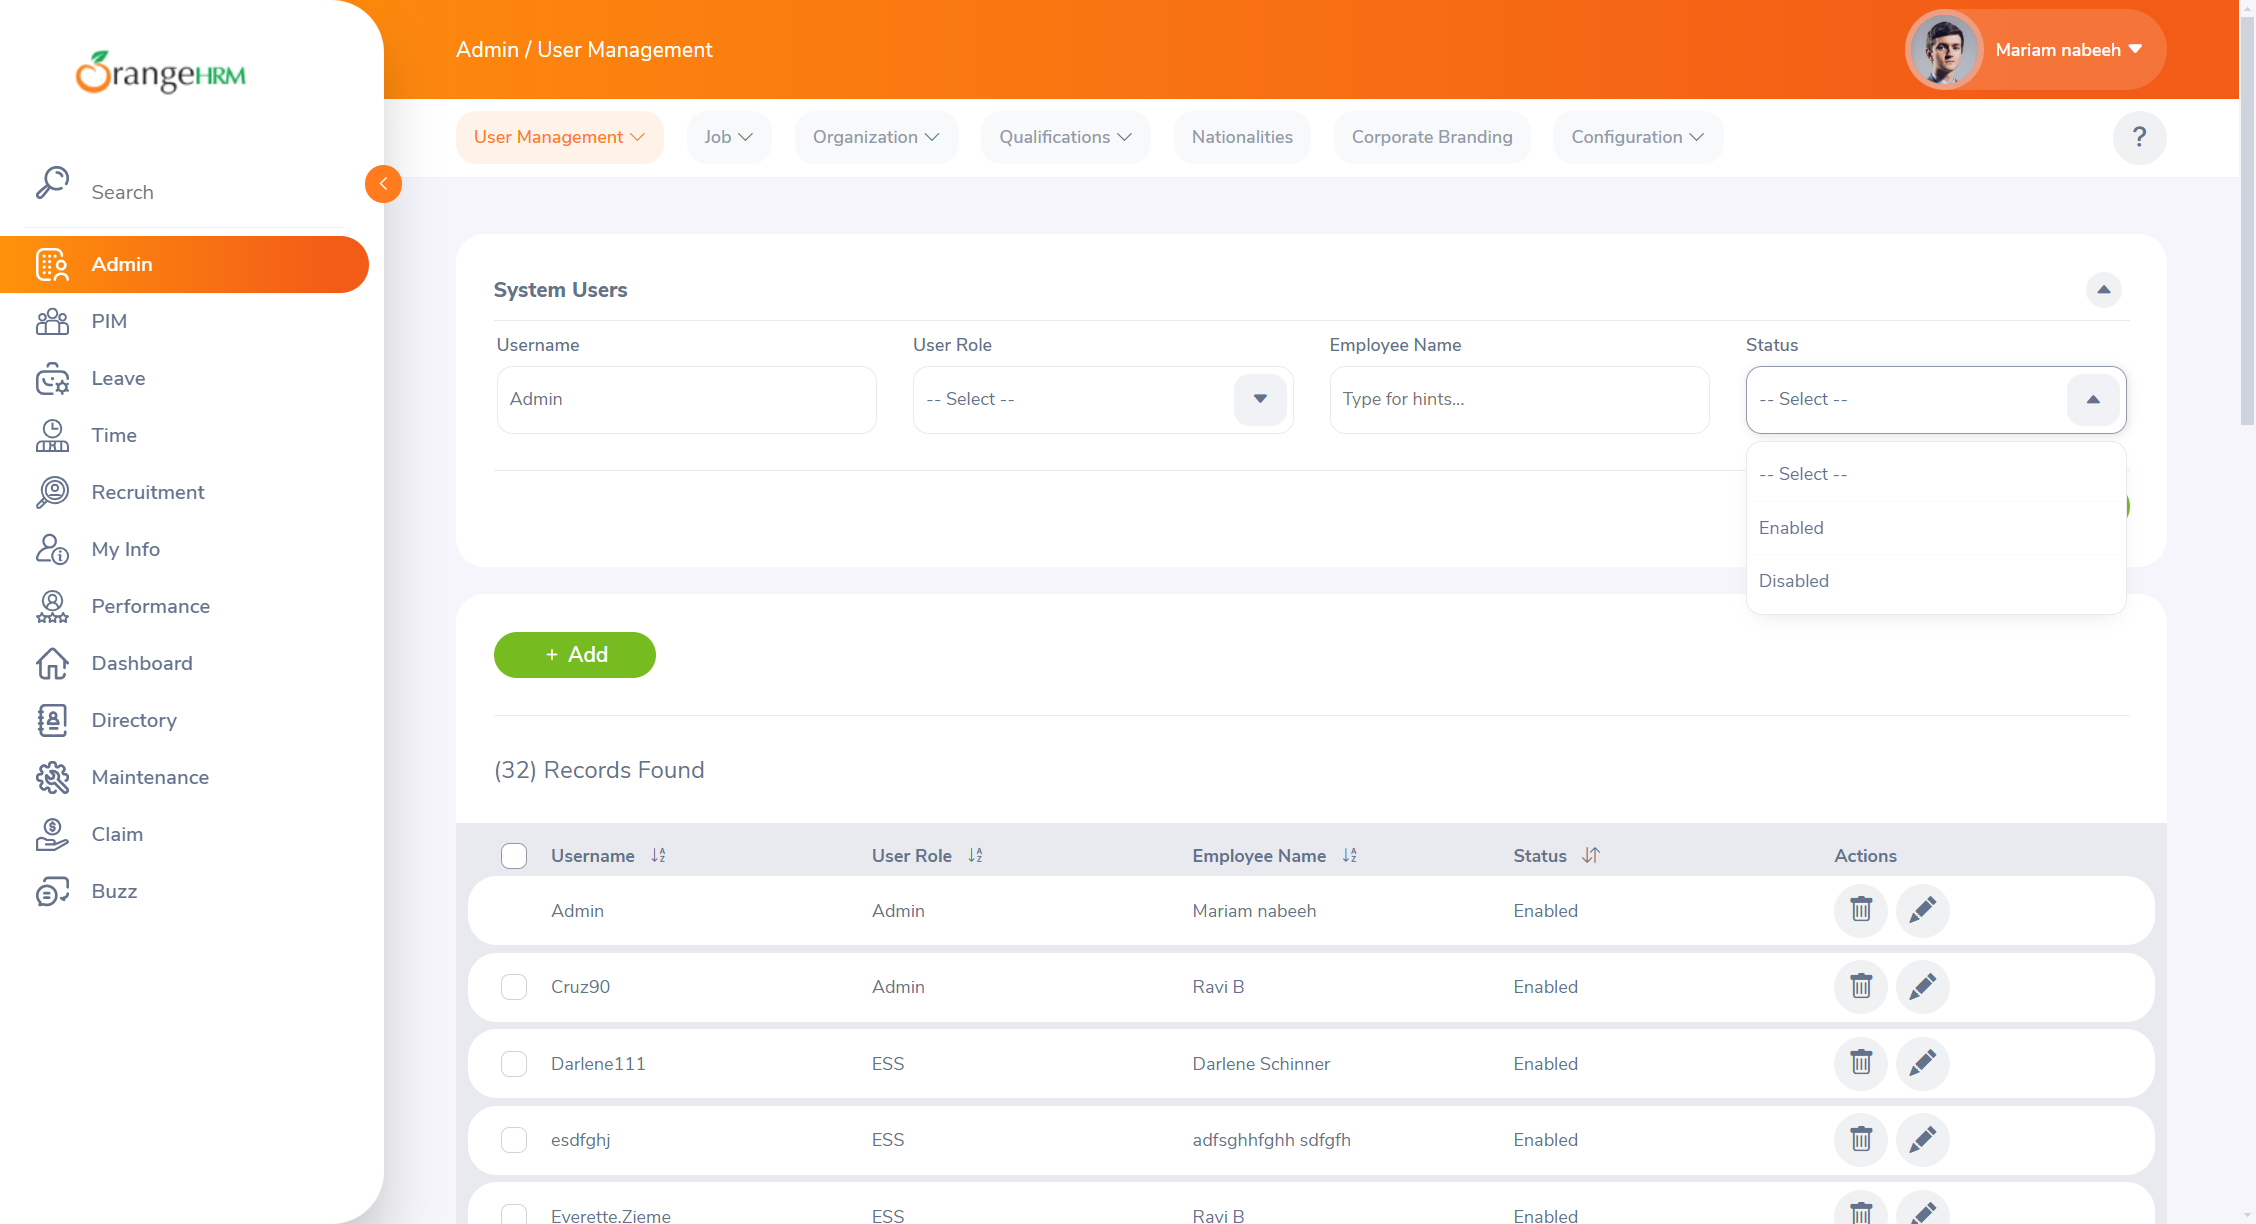 OrangeHRM
Search
Admin
PIM
Leave
Time
Recruitment
My Info
Performance
Dashboard
Directory
Maintenance
Claim
Buzz
Admin / User Management
Mariam nabeeh
User Management
Job
Organization
Qualifications
Nationalities
Corporate Branding
Configuration
?
System Users
Username
User Role
Employee Name
Status
Admin
-- Select --
Type for hints...
-- Select --
-- Select --
Enabled
Disabled
+ Add
(32) Records Found
Username User Role Employee Name Status Actions
Admin Admin Mariam nabeeh Enabled
Cruz90 Admin Ravi B Enabled
Darlene111 ESS Darlene Schinner Enabled
esdfghj ESS adfsghhfghh sdfgfh Enabled
Everette.Zieme ESS Ravi B Enabled